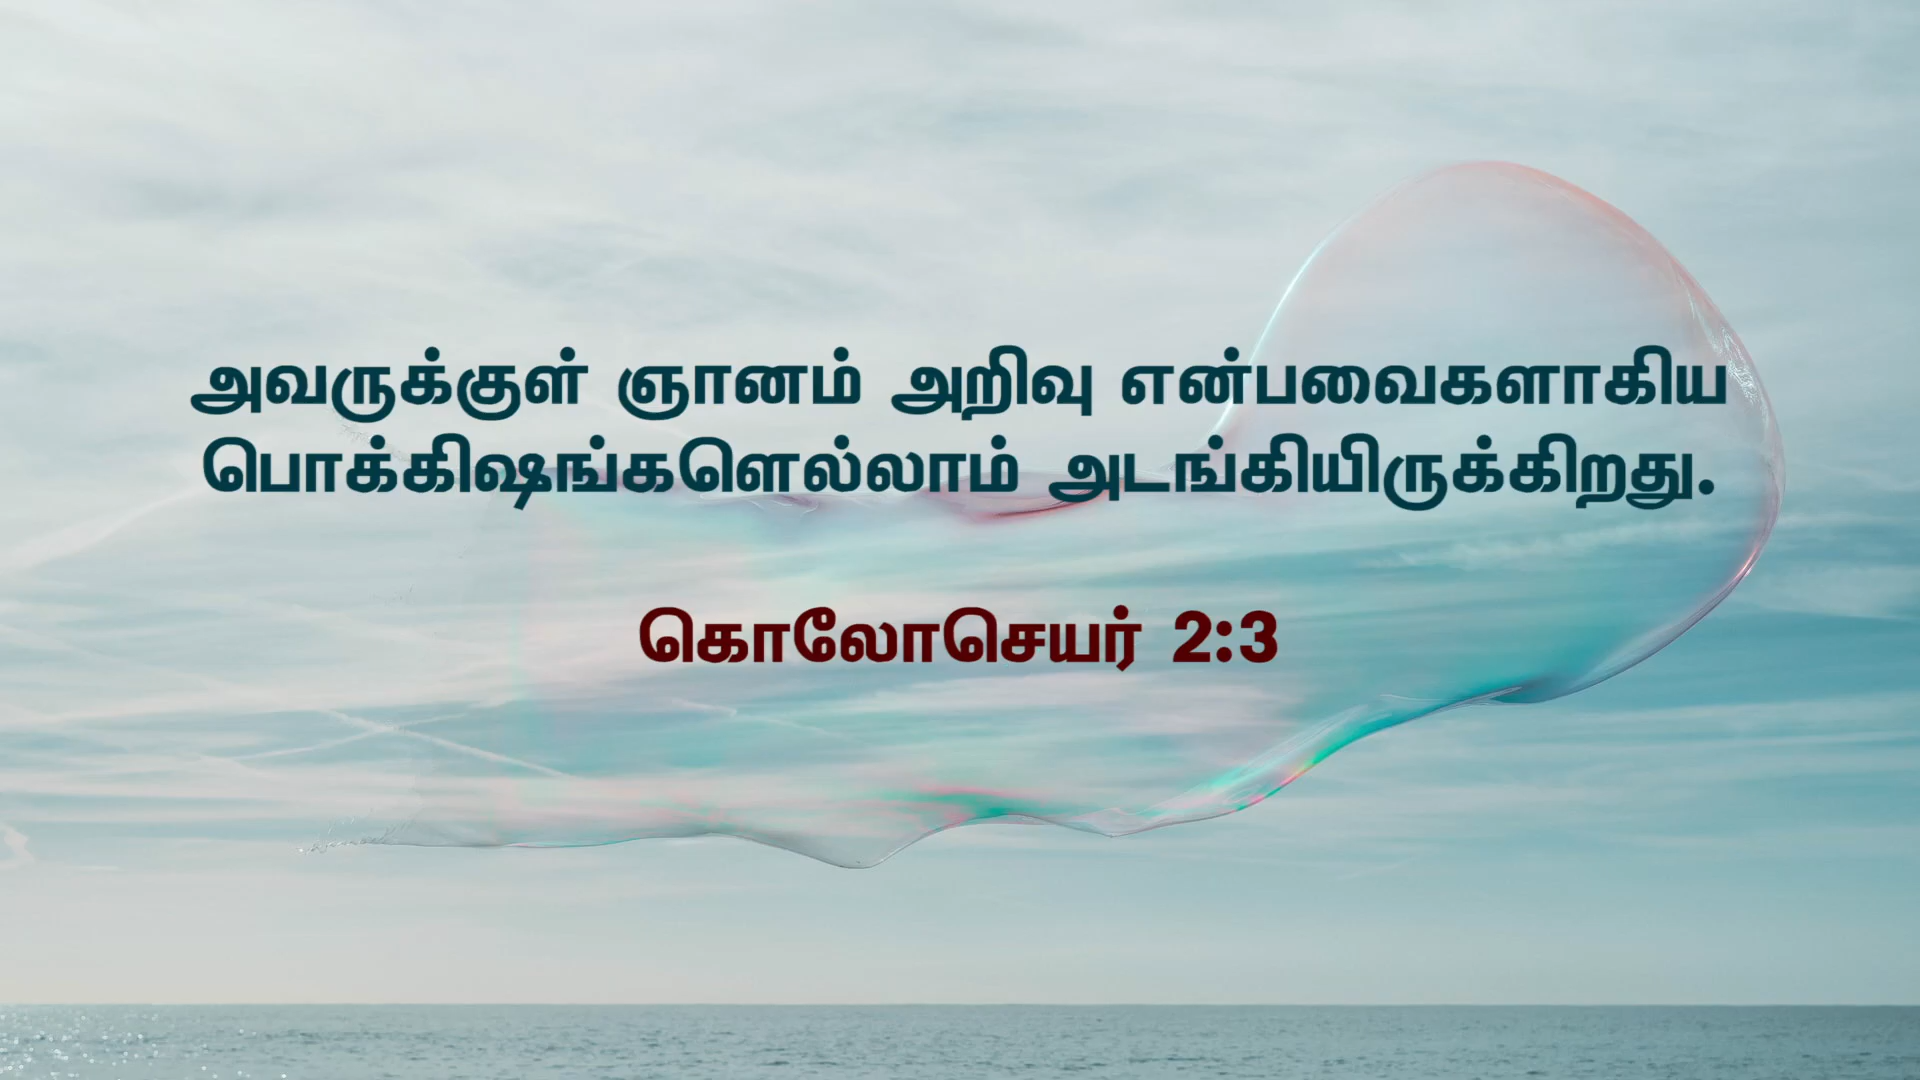 அவருக்குள் ஞானம் அறிவு என்பவைகளாகிய
பொக்கிஷங்களெல்லாம் அடங்கியிருக்கிறது.
கொலோசெயர் 2:3